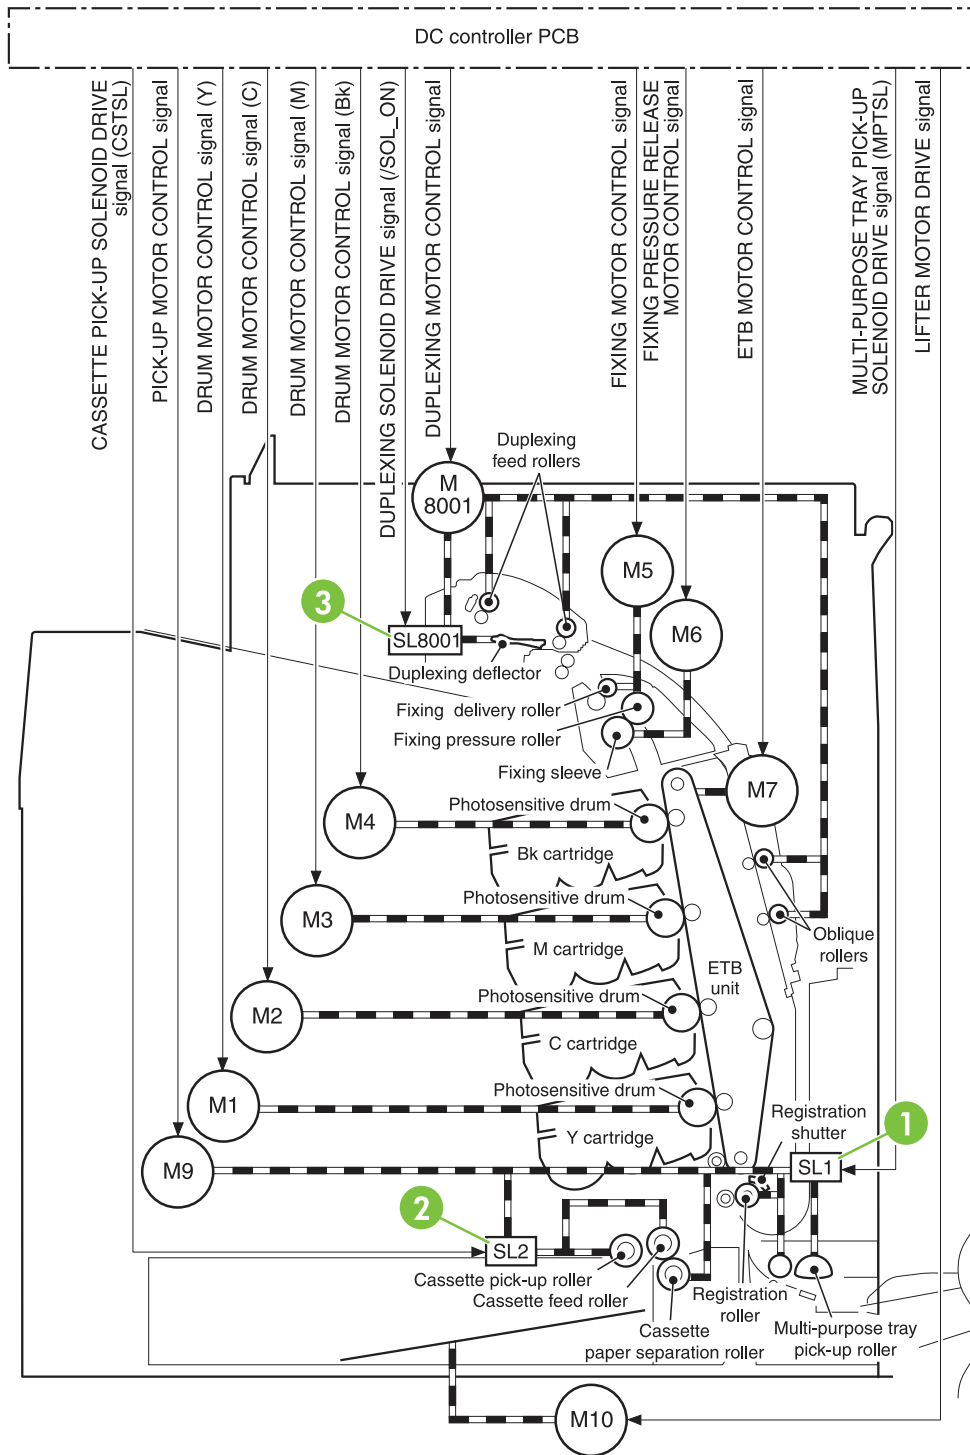 DC controller PCB
CASSETTE PICK-UP SOLENOID DRIVE
signal (CSTSL)
PICK-UP MOTOR CONTROL signal
DRUM MOTOR CONTROL signal (Y)
DRUM MOTOR CONTROL signal (C)
DRUM MOTOR CONTROL signal (M)
DRUM MOTOR CONTROL signal (Bk)
DUPLEXING SOLENOID DRIVE signal (/SOL_ON)
DUPLEXING MOTOR CONTROL signal
FIXING MOTOR CONTROL signal
FIXING PRESSURE RELEASE
MOTOR CONTROL signal
ETB MOTOR CONTROL signal
MULTI-PURPOSE TRAY PICK-UP
SOLENOID DRIVE signal (MPTSL)
LIFTER MOTOR DRIVE signal
Duplexing
feed rollers
M
8001
M5
3
M6
SL8001
Duplexing deflector
Fixing delivery roller
Fixing pressure roller
Fixing sleeve
M7
Photosensitive drum
M4
Bk cartridge
Photosensitive drum
M3
M cartridge
Oblique
rollers
ETB
unit
Photosensitive drum
M2
C cartridge
Photosensitive drum
M1
Y cartridge
Registration
shutter
1
M9
SL1
2
SL2
Cassette pick-up roller
Cassette feed roller
Registration
roller
Cassette
paper separation roller
Multi-purpose tray
pick-up roller
M10